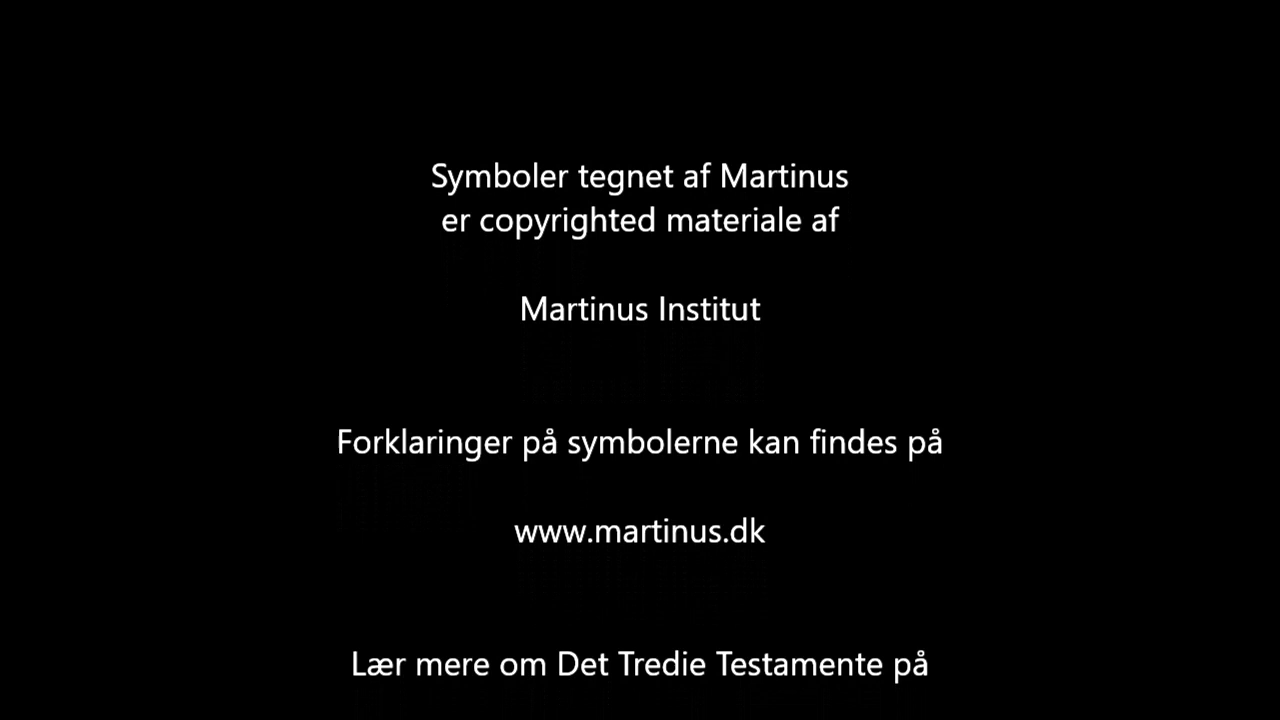 Symboler tegnet af Martinus
er copyrighted materiale af
Martinus Institut
Forklaringer på symbolerne kan findes på
www.martinus.dk
Lær mere om Det Tredie Testamente på